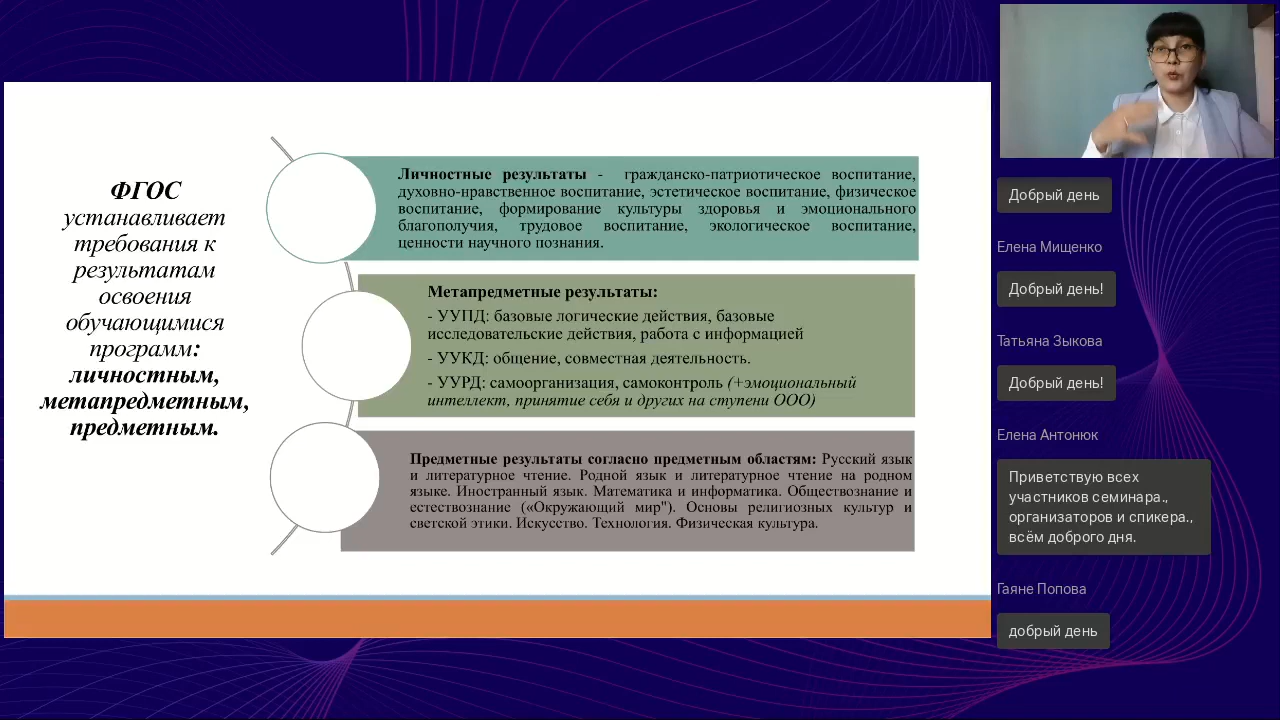 ФГОС
устанавливает
требования к
результатам
освоения
обучающимися
программ:
личностным,
метапредметным,
предметным.
Личностные результаты - гражданско-патриотическое воспитание,
духовно-нравственное воспитание, эстетическое воспитание, физическое
воспитание, формирование культуры здоровья и эмоционального
благополучия, трудовое воспитание, экологическое воспитание,
ценности научного познания.
Метапредметные результаты:
- УУПД: базовые логические действия, базовые
исследовательские действия, работа с информацией
- УУКД: общение, совместная деятельность.
- УУРД: самоорганизация, самоконтроль (+эмоциональный
интеллект, принятие себя и других на ступени ООО)
Предметные результаты согласно предметным областям: Русский язык
и литературное чтение. Родной язык и литературное чтение на родном
языке. Иностранный язык. Математика и информатика. Обществознание и
естествознание («Окружающий мир"). Основы религиозных культур и
светской этики. Искусство. Технология. Физическая культура.
Добрый день
Елена Мищенко
Добрый день!
Татьяна Зыкова
Добрый день!
Елена Антонюк
Приветствую всех
участников семинара.,
организаторов и спикера.,
всём доброго дня.
Гаяне Попова
добрый день